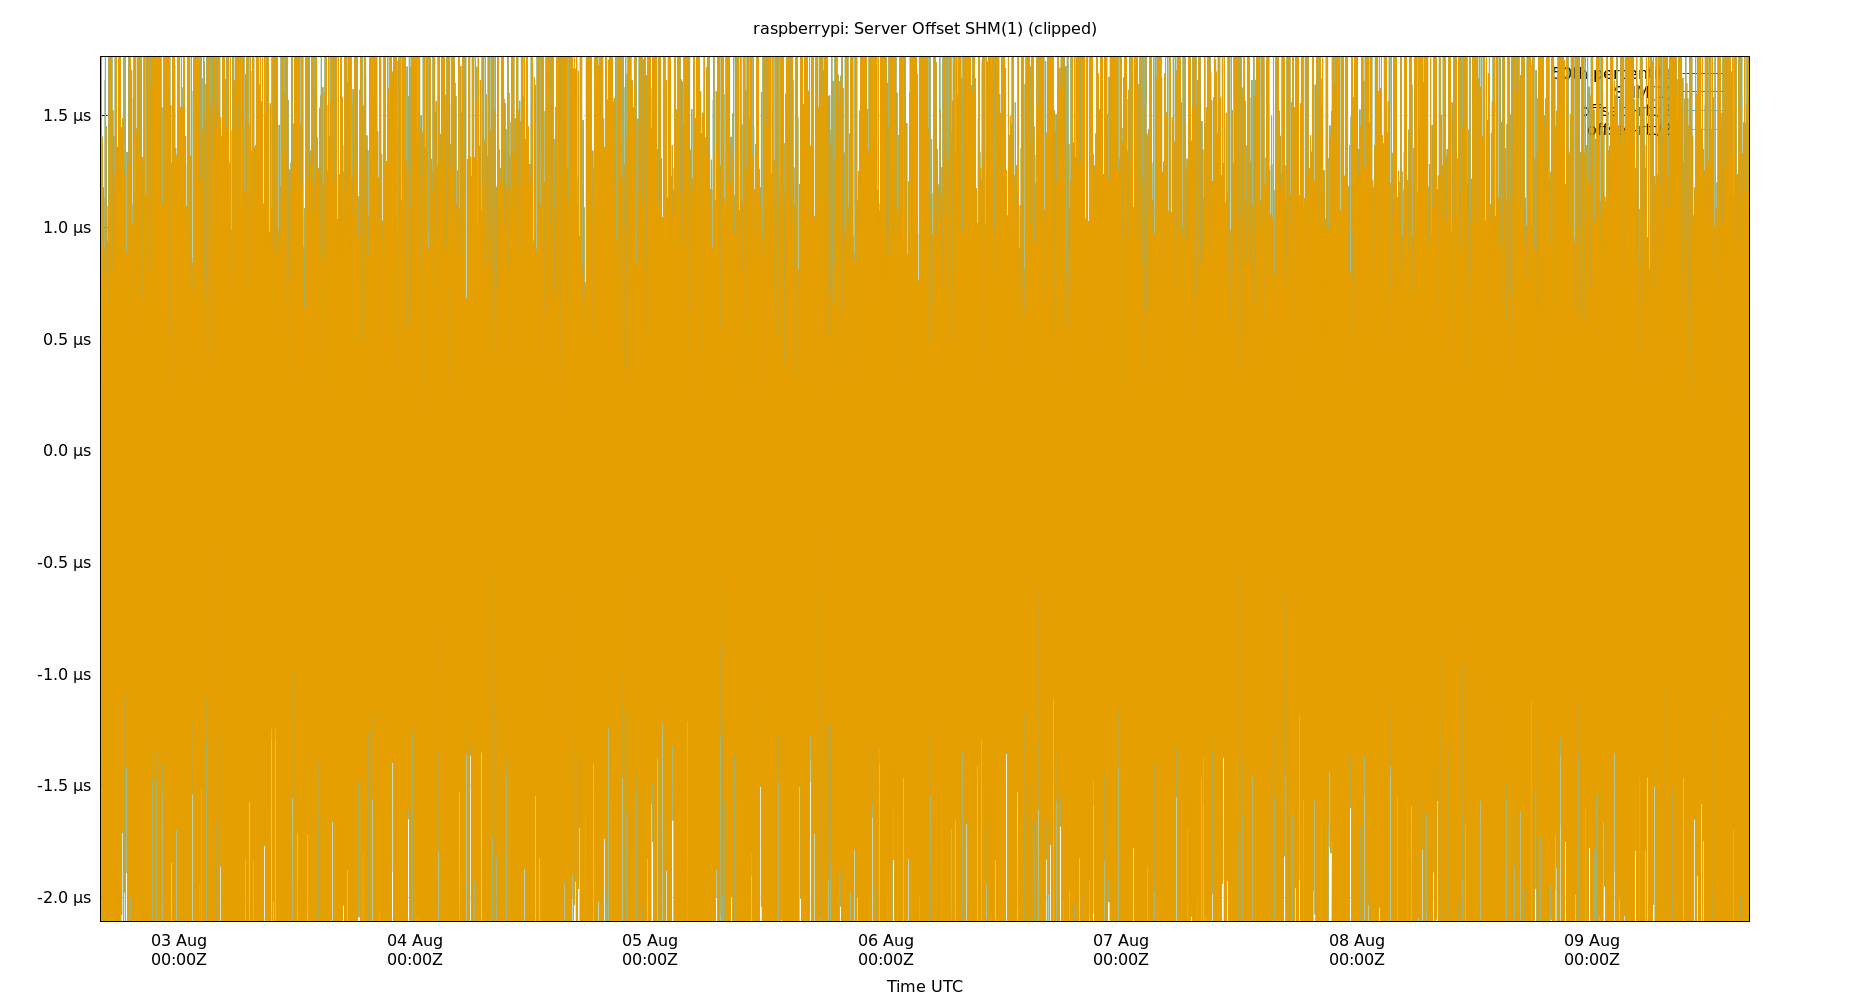 raspberrypi: Server Offset SHM(1) (clipped)
1.5 µs
1.0 µs
0.5 µs
0.0 µs
-0.5 µs
-1.0 µs
-1.5 µs
-2.0 µs
03 Aug 04 Aug 05 Aug 06 Aug 07 Aug 08 Aug 09 Aug
00:00Z 00:00Z 00:00Z 00:00Z 00:00Z 00:00Z 00:00Z
Time UTC